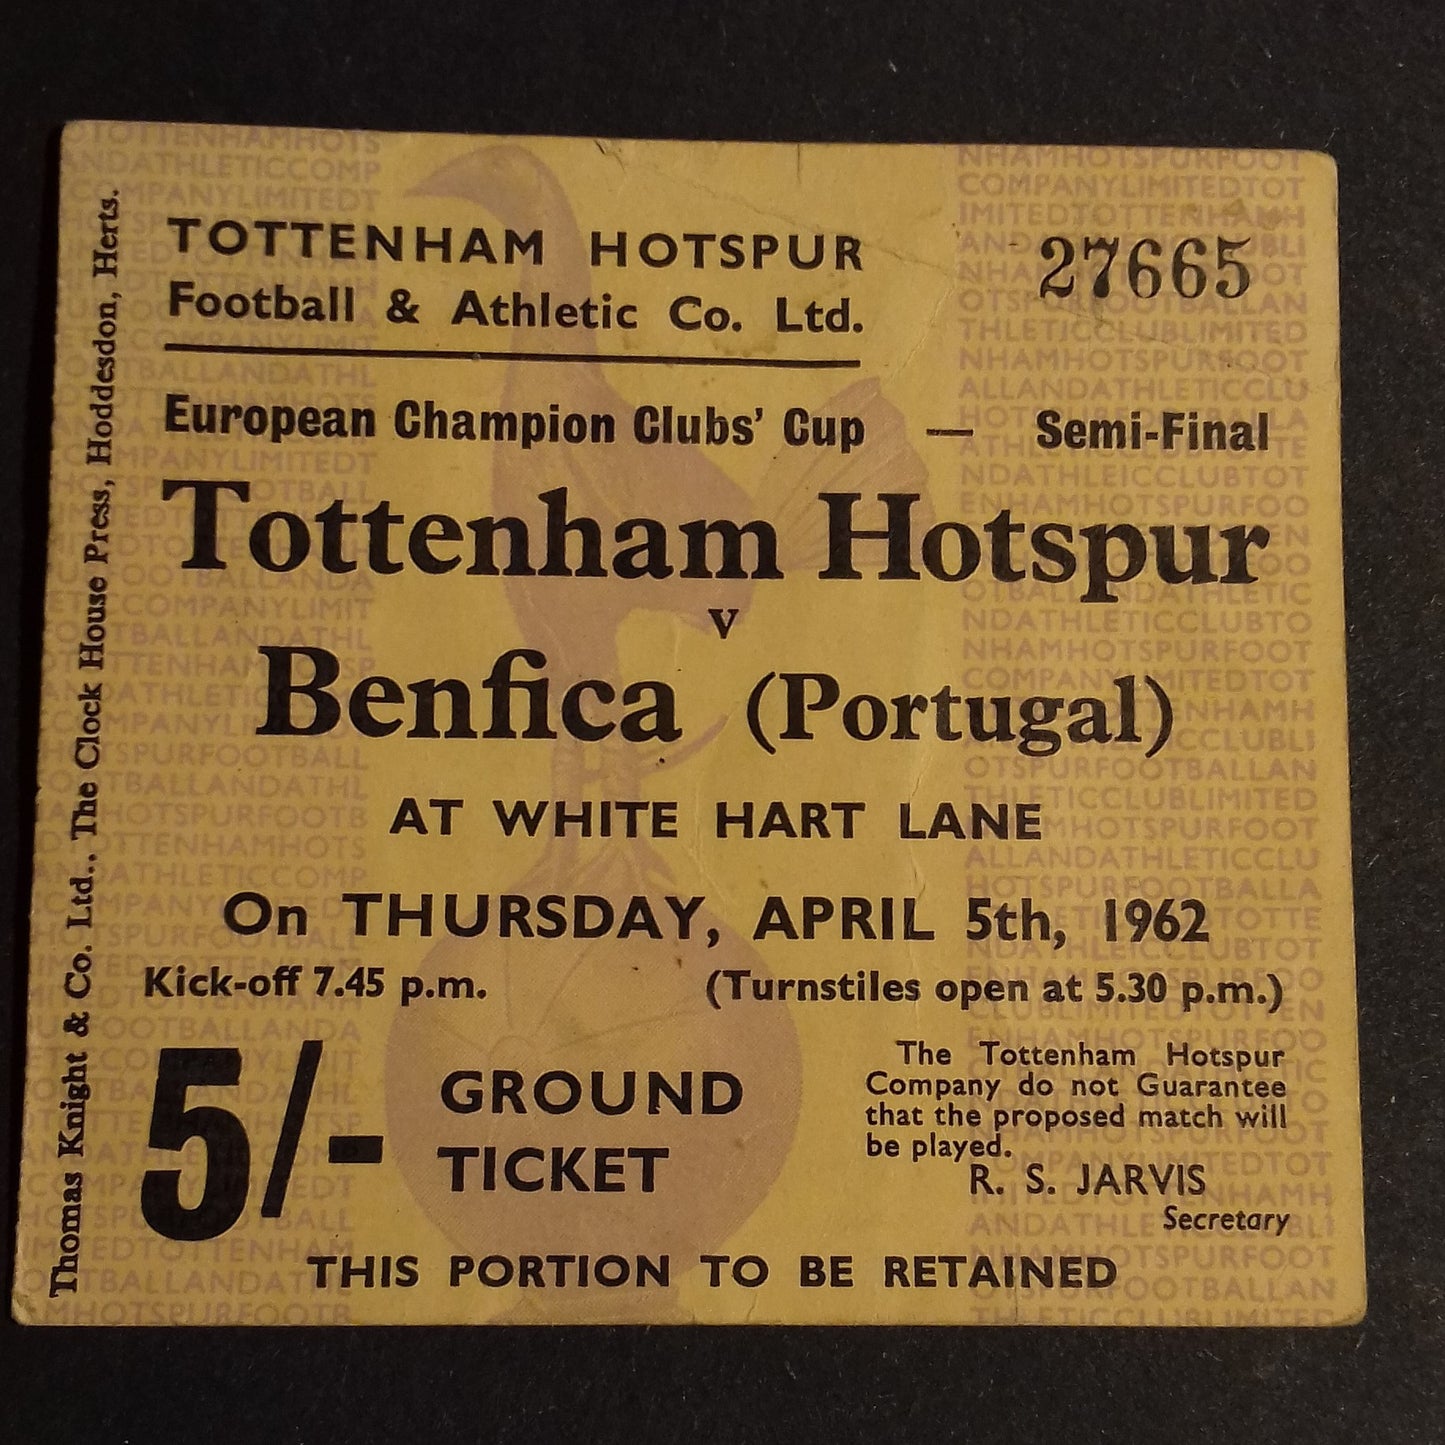 TOTTENHAM HOTSPUR
Football & Athletic Co. Ltd.
27665
European Champion Clubs' Cup — Semi-Final
Tottenham Hotspur
v
Benfica (Portugal)
AT WHITE HART LANE
On THURSDAY, APRIL 5th, 1962
Kick-off 7.45 p.m. (Turnstiles open at 5.30 p.m.)
5/- GROUND
TICKET
The Tottenham Hotspur
Company do not Guarantee
that the proposed match will
be played.
R. S. JARVIS
Secretary
THIS PORTION TO BE RETAINED
Thomas Knight & Co. Ltd., The Clock House Press, Hoddesdon, Herts.